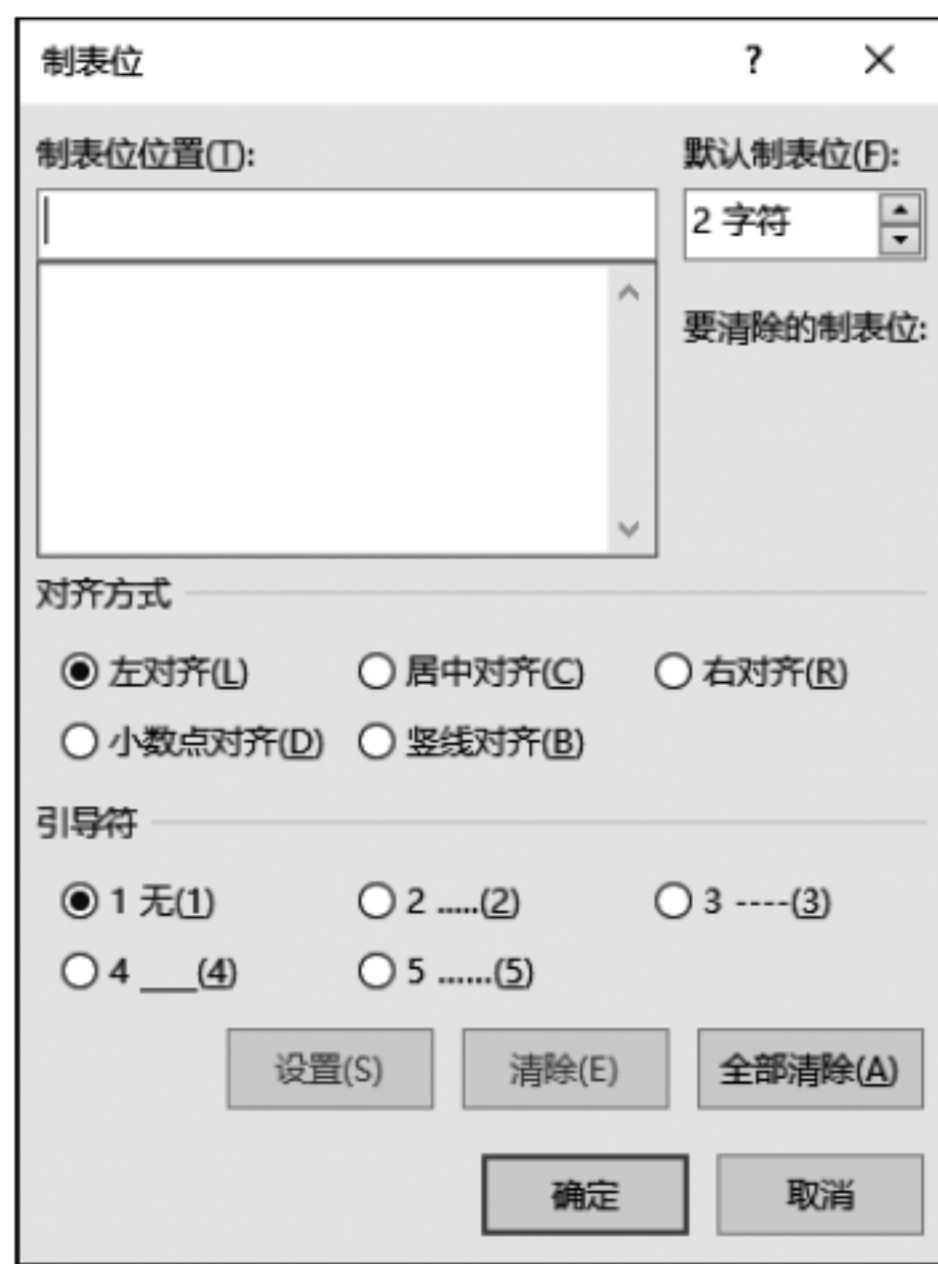 制表位 ?
制表位位置(T): 默认制表位(F):
2 字符
要清除的制表位:
对齐方式
左对齐(L) 居中对齐(C) 右对齐(R)
小数点对齐(D) 竖线对齐(B)
引导符
1 无(1) 2 .....(2) 3 ----(3)
4 ___(4) 5 ......(5)
设置(S) 清除(E) 全部清除(A)
确定 取消